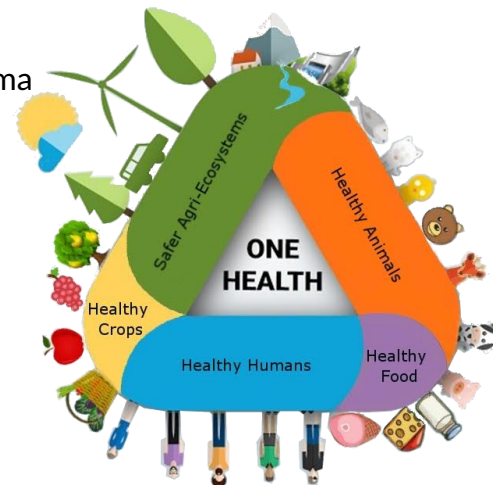 ma
Safer Agri-Ecosystems
Healthy Animals
ONE
HEALTH
Healthy
Crops
Healthy Humans
Healthy
Food